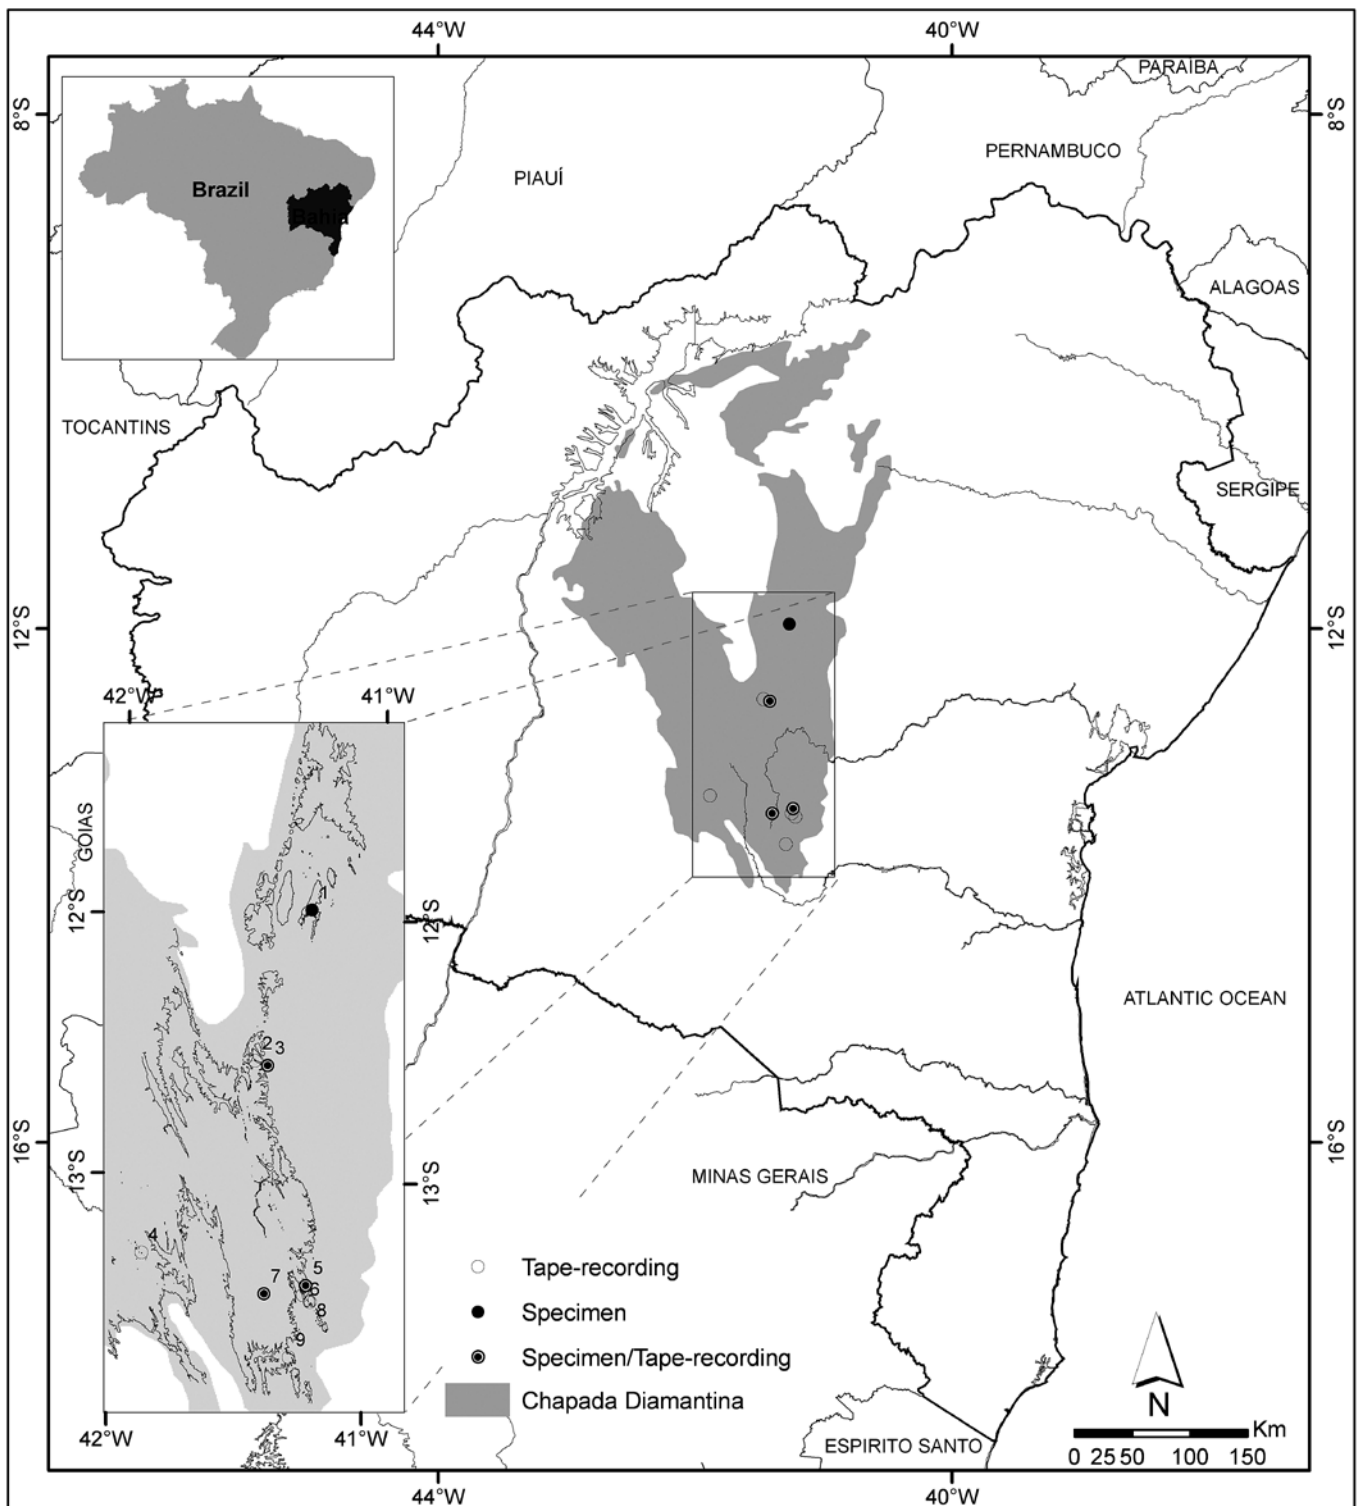 44°W
40°W
PARAIBA
8°S
8°S
PERNAMBUCO
PIAUÍ
Brazil
Bahia
ALAGOAS
TOCANTINS
SERGIPE
12°S
12°S
42°W
41°W
GOIAS
1
12°S
12°S
ATLANTIC OCEAN
2 3
16°S
16°S
13°S
13°S
MINAS GERAIS
4
5
7
6
8
9
Tape-recording
Specimen
Specimen/Tape-recording
Chapada Diamantina
N
Km
0 25 50 100 150
42°W
41°W
ESPIRITO SANTO
44°W
40°W